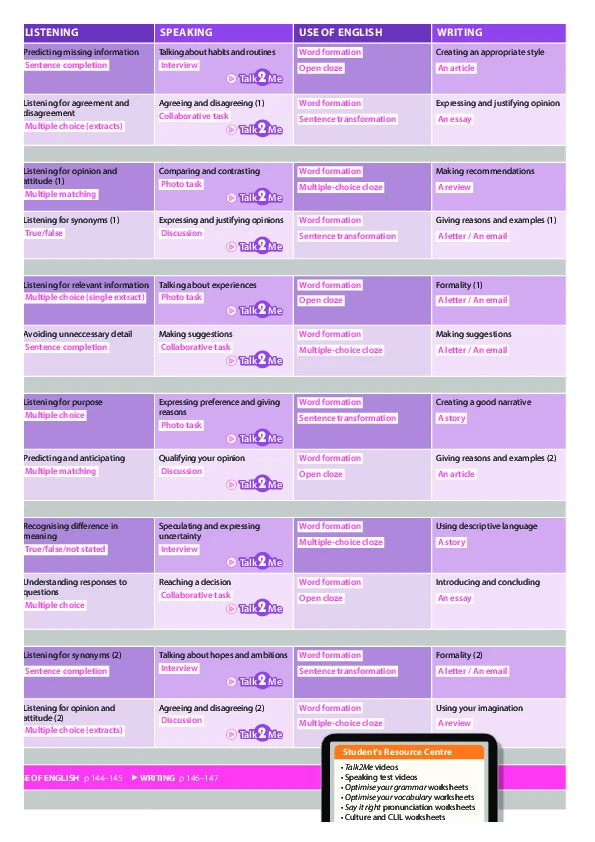 LISTENING SPEAKING USE OF ENGLISH WRITING
Predicting missing information
Sentence completion
Talking about habits and routines
Interview
Talk2Me
Word formation
Open cloze
Creating an appropriate style
An article
Listening for agreement and
disagreement
Multiple choice (extracts)
Agreeing and disagreeing (1)
Collaborative task
Talk2Me
Word formation
Sentence transformation
Expressing and justifying opinion
An essay
Listening for opinion and
attitude (1)
Multiple matching
Comparing and contrasting
Photo task
Talk2Me
Word formation
Multiple-choice cloze
Making recommendations
A review
Listening for synonyms (1)
True/false
Expressing and justifying opinions
Discussion
Talk2Me
Word formation
Sentence transformation
Giving reasons and examples (1)
A letter / An email
Listening for relevant information
Multiple choice (single extract)
Talking about experiences
Photo task
Talk2Me
Word formation
Open cloze
Formality (1)
A letter / An email
Avoiding unneccessary detail
Sentence completion
Making suggestions
Collaborative task
Talk2Me
Word formation
Multiple-choice cloze
Making suggestions
A letter / An email
Listening for purpose
Multiple choice
Expressing preference and giving
reasons
Photo task
Talk2Me
Word formation
Sentence transformation
Creating a good narrative
A story
Predicting and anticipating
Multiple matching
Qualifying your opinion
Discussion
Talk2Me
Word formation
Open cloze
Giving reasons and examples (2)
An article
Recognising difference in
meaning
True/false/not stated
Speculating and expressing
uncertainty
Interview
Talk2Me
Word formation
Multiple-choice cloze
Using descriptive language
A story
Understanding responses to
questions
Multiple choice
Reaching a decision
Collaborative task
Talk2Me
Word formation
Open cloze
Introducing and concluding
An essay
Listening for synonyms (2)
Sentence completion
Talking about hopes and ambitions
Interview
Talk2Me
Word formation
Sentence transformation
Formality (2)
A letter / An email
Listening for opinion and
attitude (2)
Multiple choice (extracts)
Agreeing and disagreeing (2)
Discussion
Talk2Me
Word formation
Multiple-choice cloze
Using your imagination
A review
SE OF ENGLISH p 144–145 WRITING p 146–147
Student's Resource Centre
• Talk2Me videos
• Speaking test videos
• Optimise your grammar worksheets
• Optimise your vocabulary worksheets
• Say it right pronunciation worksheets
• Culture and CLIL worksheets